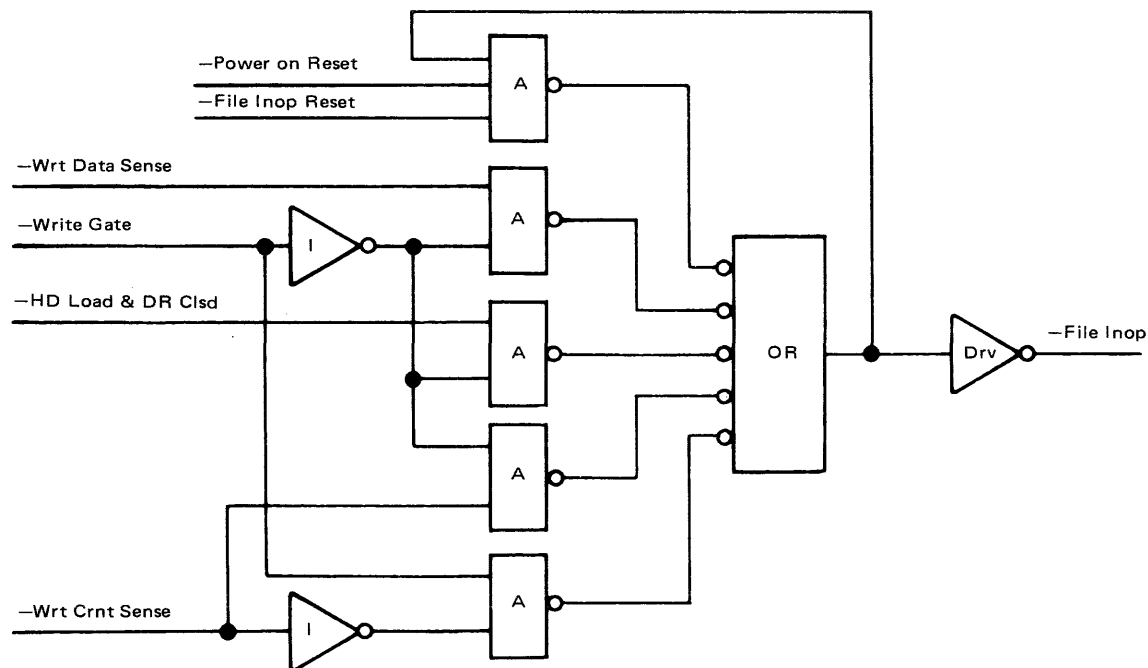 —Power on Reset
A
—File Inop Reset
—Wrt Data Sense
A
—Write Gate
I
—HD Load & DR Clsd
A
OR
Drv
—File Inop
A
A
—Wrt Crnt Sense
I